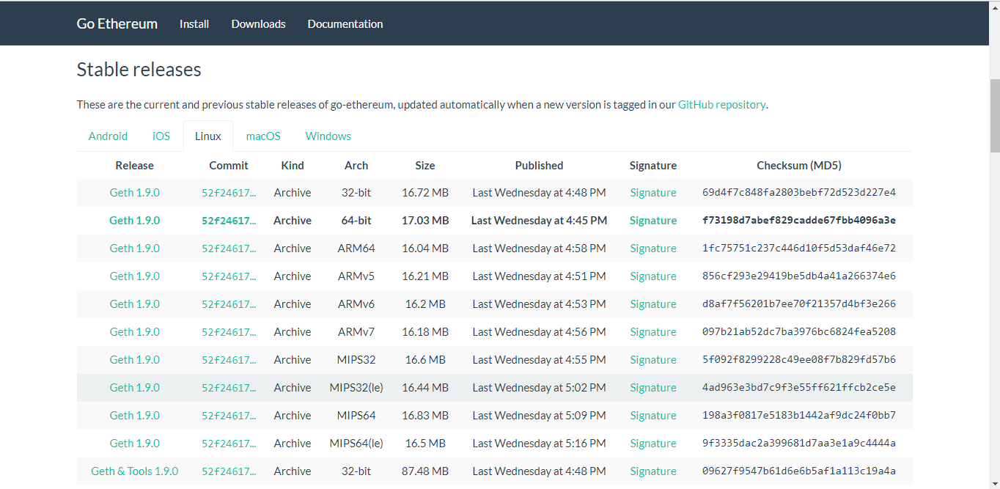 Go Ethereum Install Downloads Documentation
Stable releases
These are the current and previous stable releases of go-ethereum, updated automatically when a new version is tagged in our GitHub repository.
Android iOS Linux macOS Windows
Release Commit Kind Arch Size Published Signature Checksum (MD5)
Geth 1.9.0 52f24617... Archive 32-bit 16.72 MB Last Wednesday at 4:48 PM Signature 69d4f7c848fa2803bebf72d523d227e4
Geth 1.9.0 52f24617... Archive 64-bit 17.03 MB Last Wednesday at 4:45 PM Signature f73198d7abef829cadde67fbb4096a3e
Geth 1.9.0 52f24617... Archive ARM64 16.04 MB Last Wednesday at 4:58 PM Signature 1fc75751c237c446d10f5d53daf46e72
Geth 1.9.0 52f24617... Archive ARMv5 16.21 MB Last Wednesday at 4:51 PM Signature 856cf293e29419be5db4a41a266374e6
Geth 1.9.0 52f24617... Archive ARMv6 16.2 MB Last Wednesday at 4:53 PM Signature d8af7f56201b7ee70f21357d4bf3e266
Geth 1.9.0 52f24617... Archive ARMv7 16.18 MB Last Wednesday at 4:56 PM Signature 097b21ab52dc7ba3976bc6824fea5208
Geth 1.9.0 52f24617... Archive MIPS32 16.6 MB Last Wednesday at 4:55 PM Signature 5f092f8299228c49ee08f7b829fd57b6
Geth 1.9.0 52f24617... Archive MIPS32(le) 16.44 MB Last Wednesday at 5:02 PM Signature 4ad963e3bd7c9f3e55ff621ffcb2ce5e
Geth 1.9.0 52f24617... Archive MIPS64 16.83 MB Last Wednesday at 5:09 PM Signature 198a3f0817e5183b1442af9dc24f0bb7
Geth 1.9.0 52f24617... Archive MIPS64(le) 16.5 MB Last Wednesday at 5:16 PM Signature 9f3335dac2a399681d7aa3e1a9c4444a
Geth & Tools 1.9.0 52f24617... Archive 32-bit 87.48 MB Last Wednesday at 4:48 PM Signature 09627f9547b61d6e6b5af1a113c19a4a